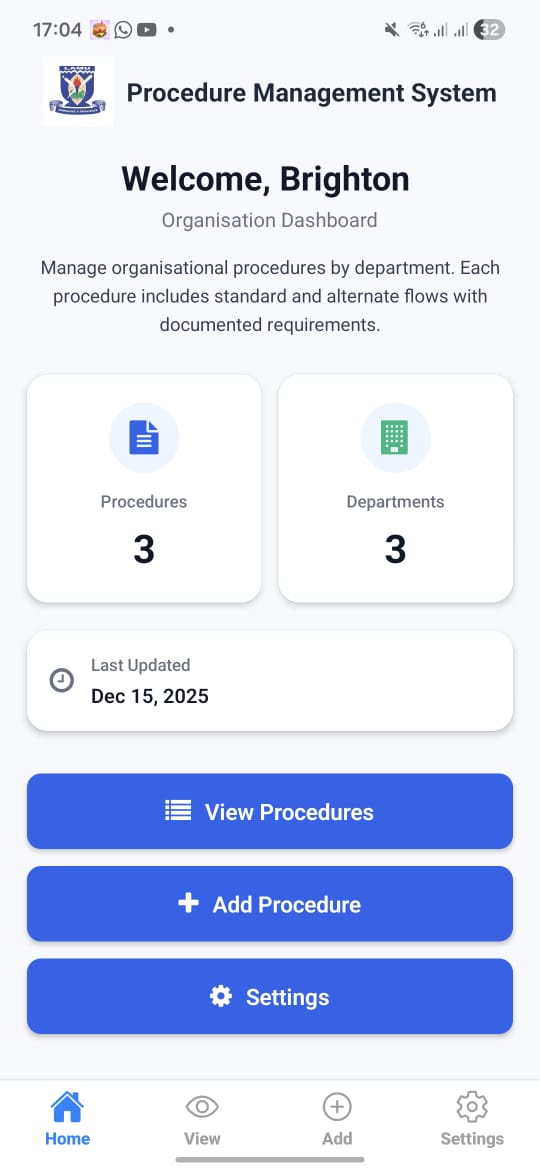 17:04
32
LAMU
Procedure Management System
Welcome, Brighton
Organisation Dashboard
Manage organisational procedures by department. Each
procedure includes standard and alternate flows with
documented requirements.
Procedures
Departments
3
3
Last Updated
Dec 15, 2025
View Procedures
Add Procedure
Settings
Home
View
Add
Settings